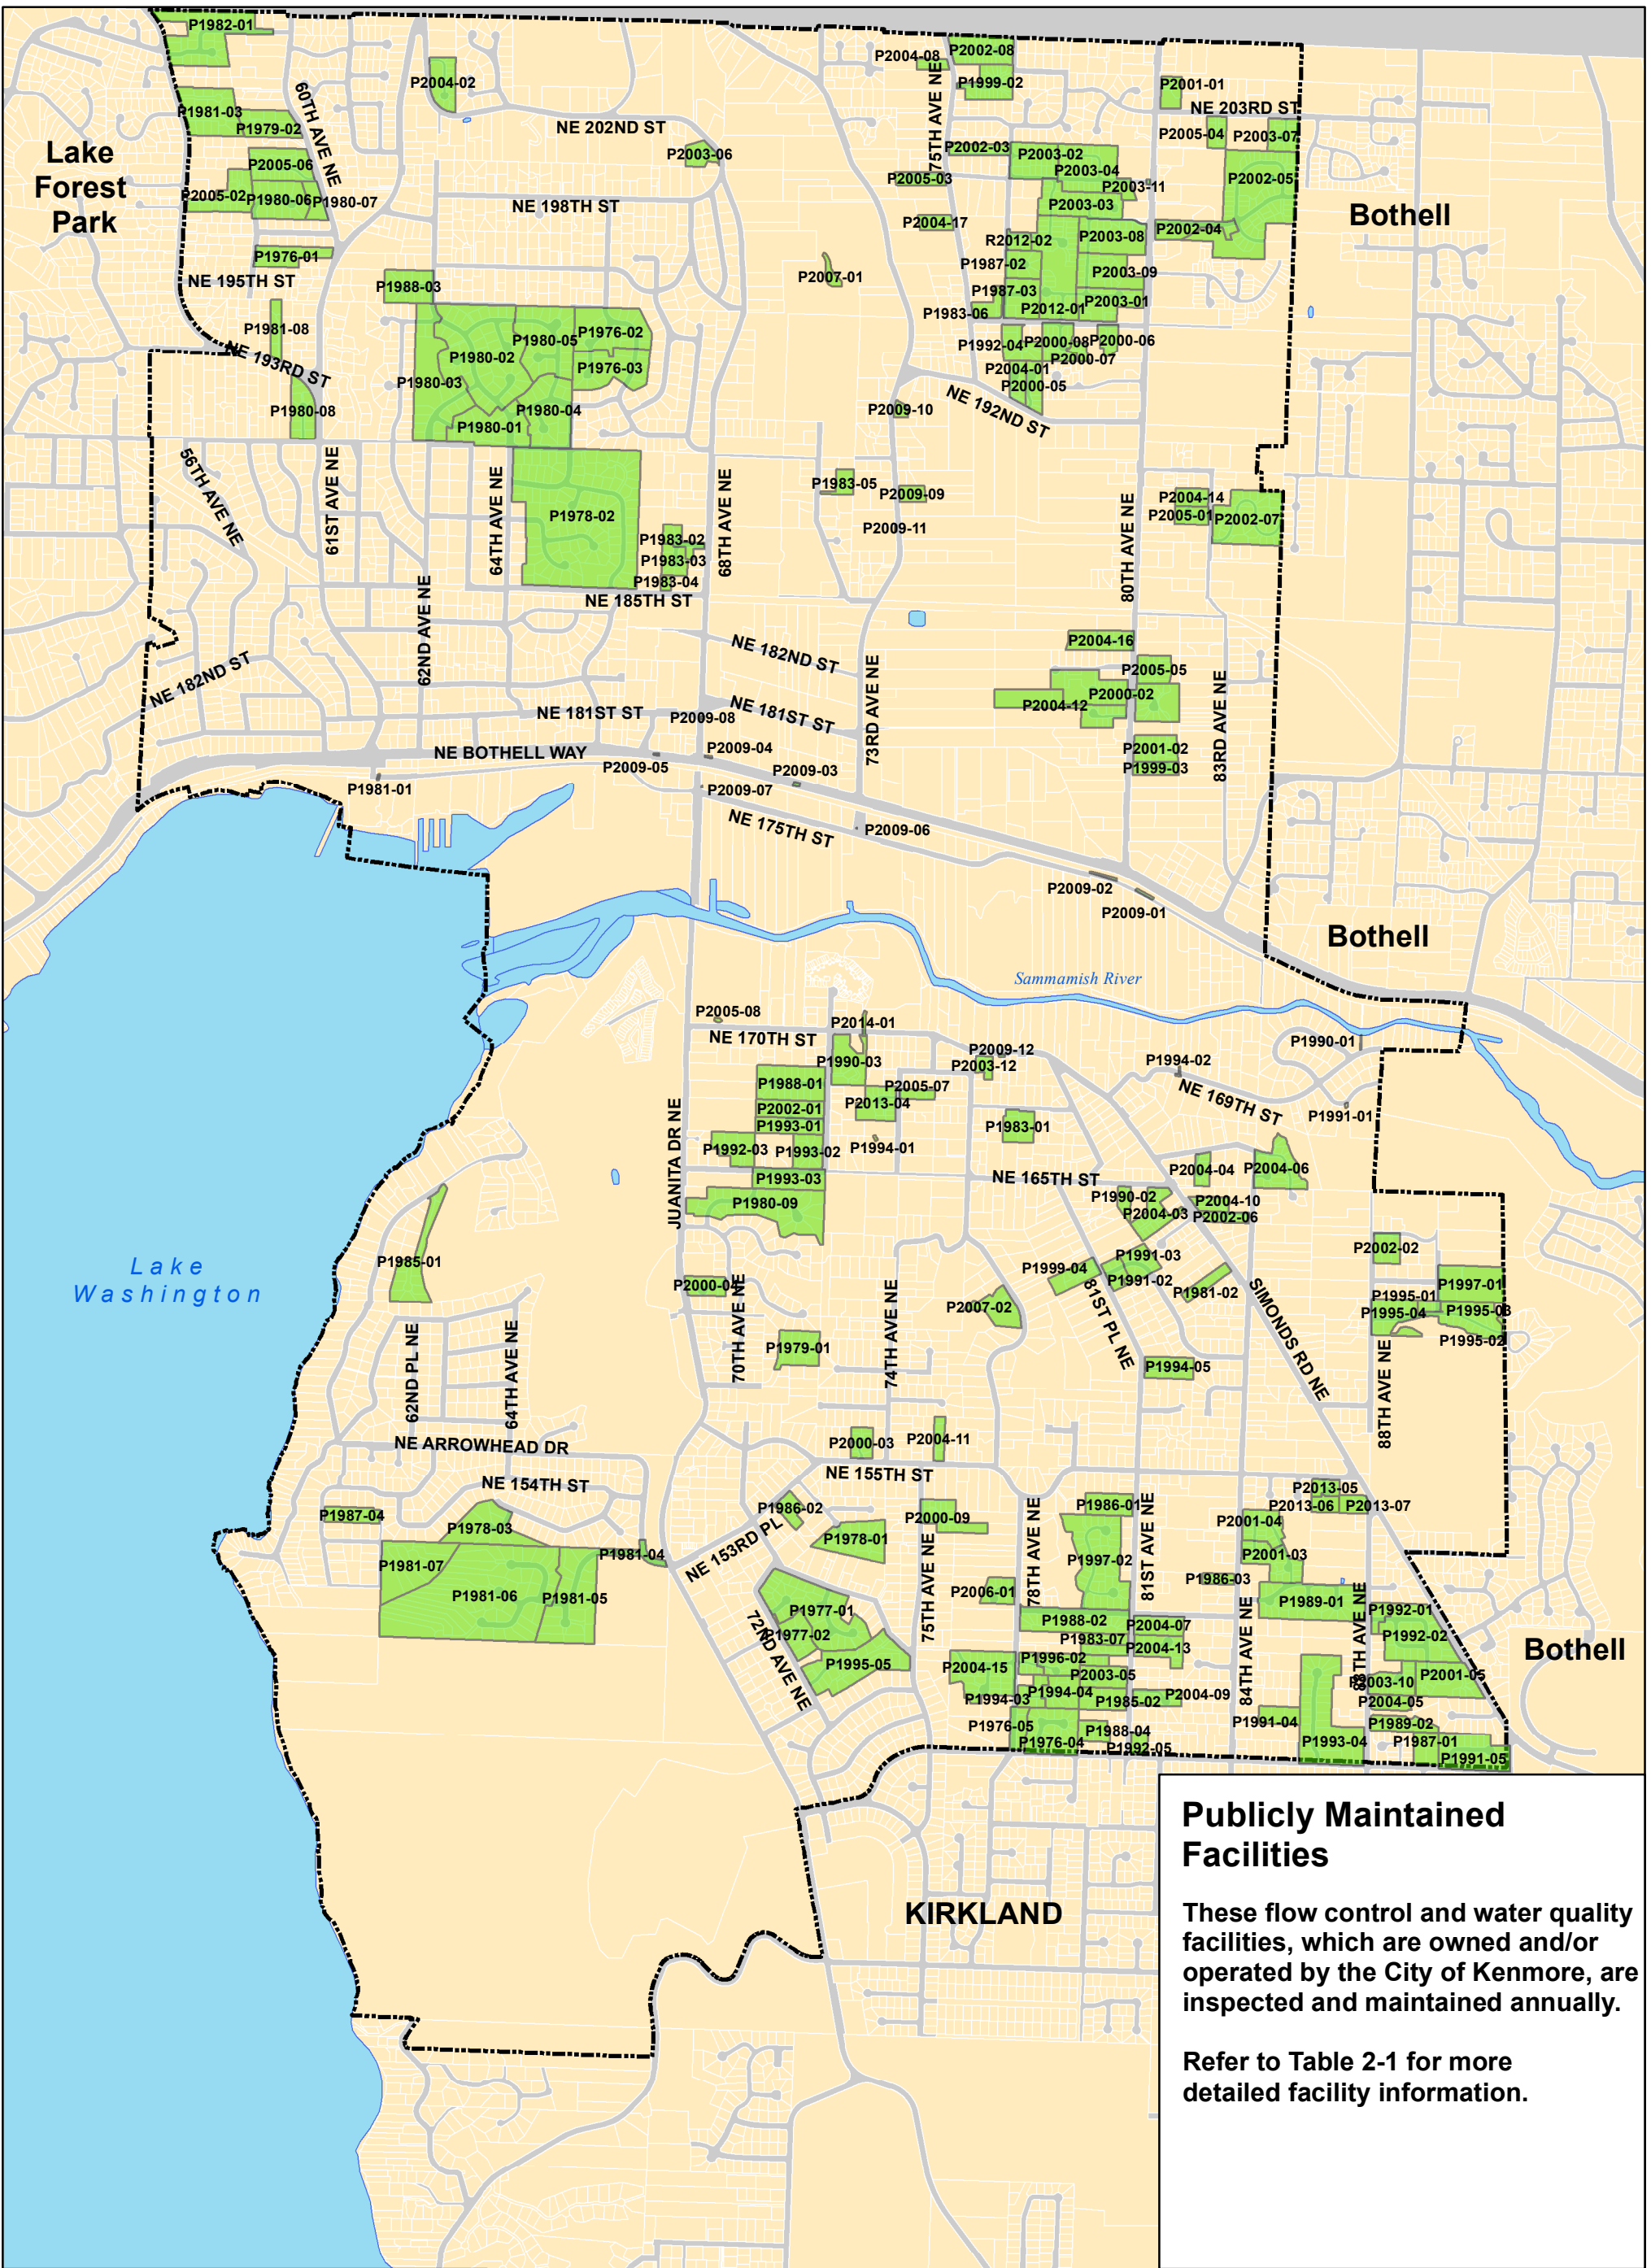 P1982-01
P2004-02
P2004-08
P2002-08
P1999-02
P2001-01
75TH AVE NE
NE 203RD ST
60TH AVE NE
P1981-03
P1979-02
NE 202ND ST
P2003-06
P2005-04
P2003-07
Lake
Forest
Park
P2005-06
P2005-02
P1980-06
P1980-07
P2002-03
P2003-02
P2003-04
P2003-11
P2005-03
P2003-03
P2002-05
NE 198TH ST
P2004-17
R2012-02
P2003-08
P2002-04
Bothell
P1976-01
NE 195TH ST
P1988-03
P2007-01
P1987-02
P2003-09
P1987-03
P2003-01
P1983-06
P2012-01
P1981-08
NE 193RD ST
P1980-05
P1976-02
P1980-02
P1976-03
P1980-03
P1992-04
P2000-08
P2000-06
P2000-07
P2004-01
P2000-05
P1980-08
P1980-04
P1980-01
P2009-10
NE 192ND ST
56TH AVE NE
61ST AVE NE
64TH AVE NE
P1978-02
68TH AVE NE
P1983-05
P2009-09
P2009-11
80TH AVE NE
P2004-14
P2005-01
P2002-07
P1983-02
P1983-03
P1983-04
NE 185TH ST
62ND AVE NE
NE 182ND ST
NE 182ND ST
73RD AVE NE
P2004-16
P2005-05
P2000-02
P2004-12
83RD AVE NE
NE 181ST ST
P2009-08
NE 181ST ST
NE BOTHELL WAY
P2009-04
P2009-05
P2009-03
P2001-02
P1999-03
P1981-01
P2009-07
NE 175TH ST
P2009-06
P2009-02
P2009-01
Bothell
Sammamish River
P2005-08
NE 170TH ST
P2014-01
P1990-03
P2009-12
P2003-12
P1994-02
P1990-01
P1988-01
P2005-07
P2013-04
NE 169TH ST
P1991-01
P2002-01
P1993-01
P1983-01
JUANITA DR NE
P1992-03
P1993-02
P1994-01
P1993-03
P1980-09
NE 165TH ST
P2004-04
P2004-06
P1990-02
P2004-03
P2004-10
P2002-06
Lake
Washington
P1985-01
P1991-03
P1999-04
P1991-02
P1981-02
P2002-02
P2000-04
70TH AVE NE
74TH AVE NE
P2007-02
81ST PL NE
SIMONDS RD NE
P1997-01
P1995-01
P1995-04
P1995-03
P1995-02
62ND PL NE
64TH AVE NE
P1979-01
P1994-05
88TH AVE NE
NE ARROWHEAD DR
P2000-03
P2004-11
NE 155TH ST
NE 154TH ST
P1987-04
P1978-03
P1986-02
NE 153RD PL
P1978-01
P2000-09
75TH AVE NE
78TH AVE NE
P1986-01
81ST AVE NE
P2013-05
P2013-06
P2013-07
P2001-04
P2001-03
P1981-07
P1981-04
P1981-06
P1981-05
P1997-02
P1986-03
P2006-01
P1977-01
P1977-02
72ND AVE NE
P1995-05
P1988-02
P2004-07
P1983-07
P2004-13
84TH AVE NE
P1989-01
P1992-01
P1992-02
Bothell
P2004-15
P1996-02
P2003-05
P1994-03
P1994-04
P1985-02
P2004-09
P2001-05
P2003-10
P2004-05
P1976-05
P1976-04
P1988-04
P1992-05
P1991-04
P1993-04
P1989-02
P1987-01
P1991-05
KIRKLAND
Publicly Maintained
Facilities
These flow control and water quality
facilities, which are owned and/or
operated by the City of Kenmore, are
inspected and maintained annually.
Refer to Table 2-1 for more
detailed facility information.